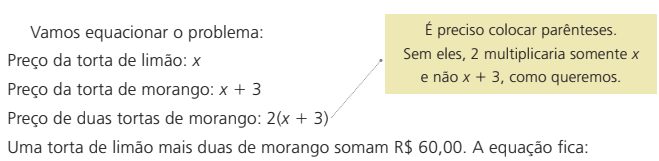 Vamos equacionar o problema:
Preço da torta de limão: x
Preço da torta de morango: x + 3
Preço de duas tortas de morango: 2(x + 3)
É preciso colocar parênteses.
Sem eles, 2 multiplicaria somente x
e não x + 3, como queremos.
Uma torta de limão mais duas de morango somam R$ 60,00. A equação fica: